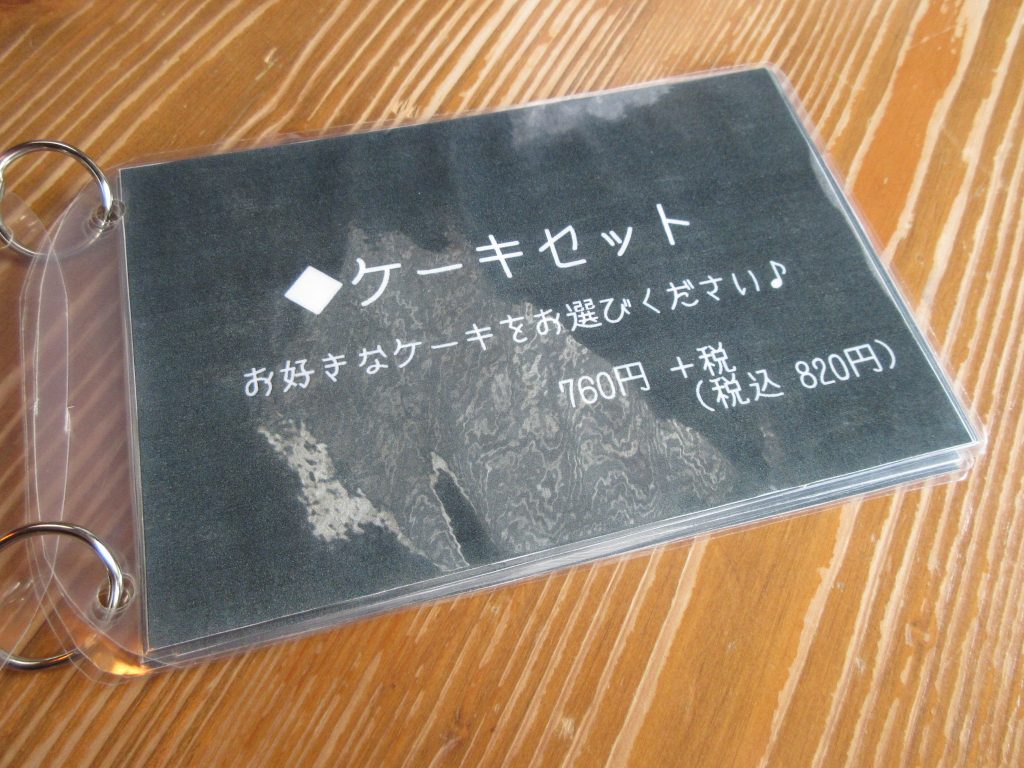 ◆ケーキセット
お好きなケーキをお選びください♪
760円 +税
(税込 820円)